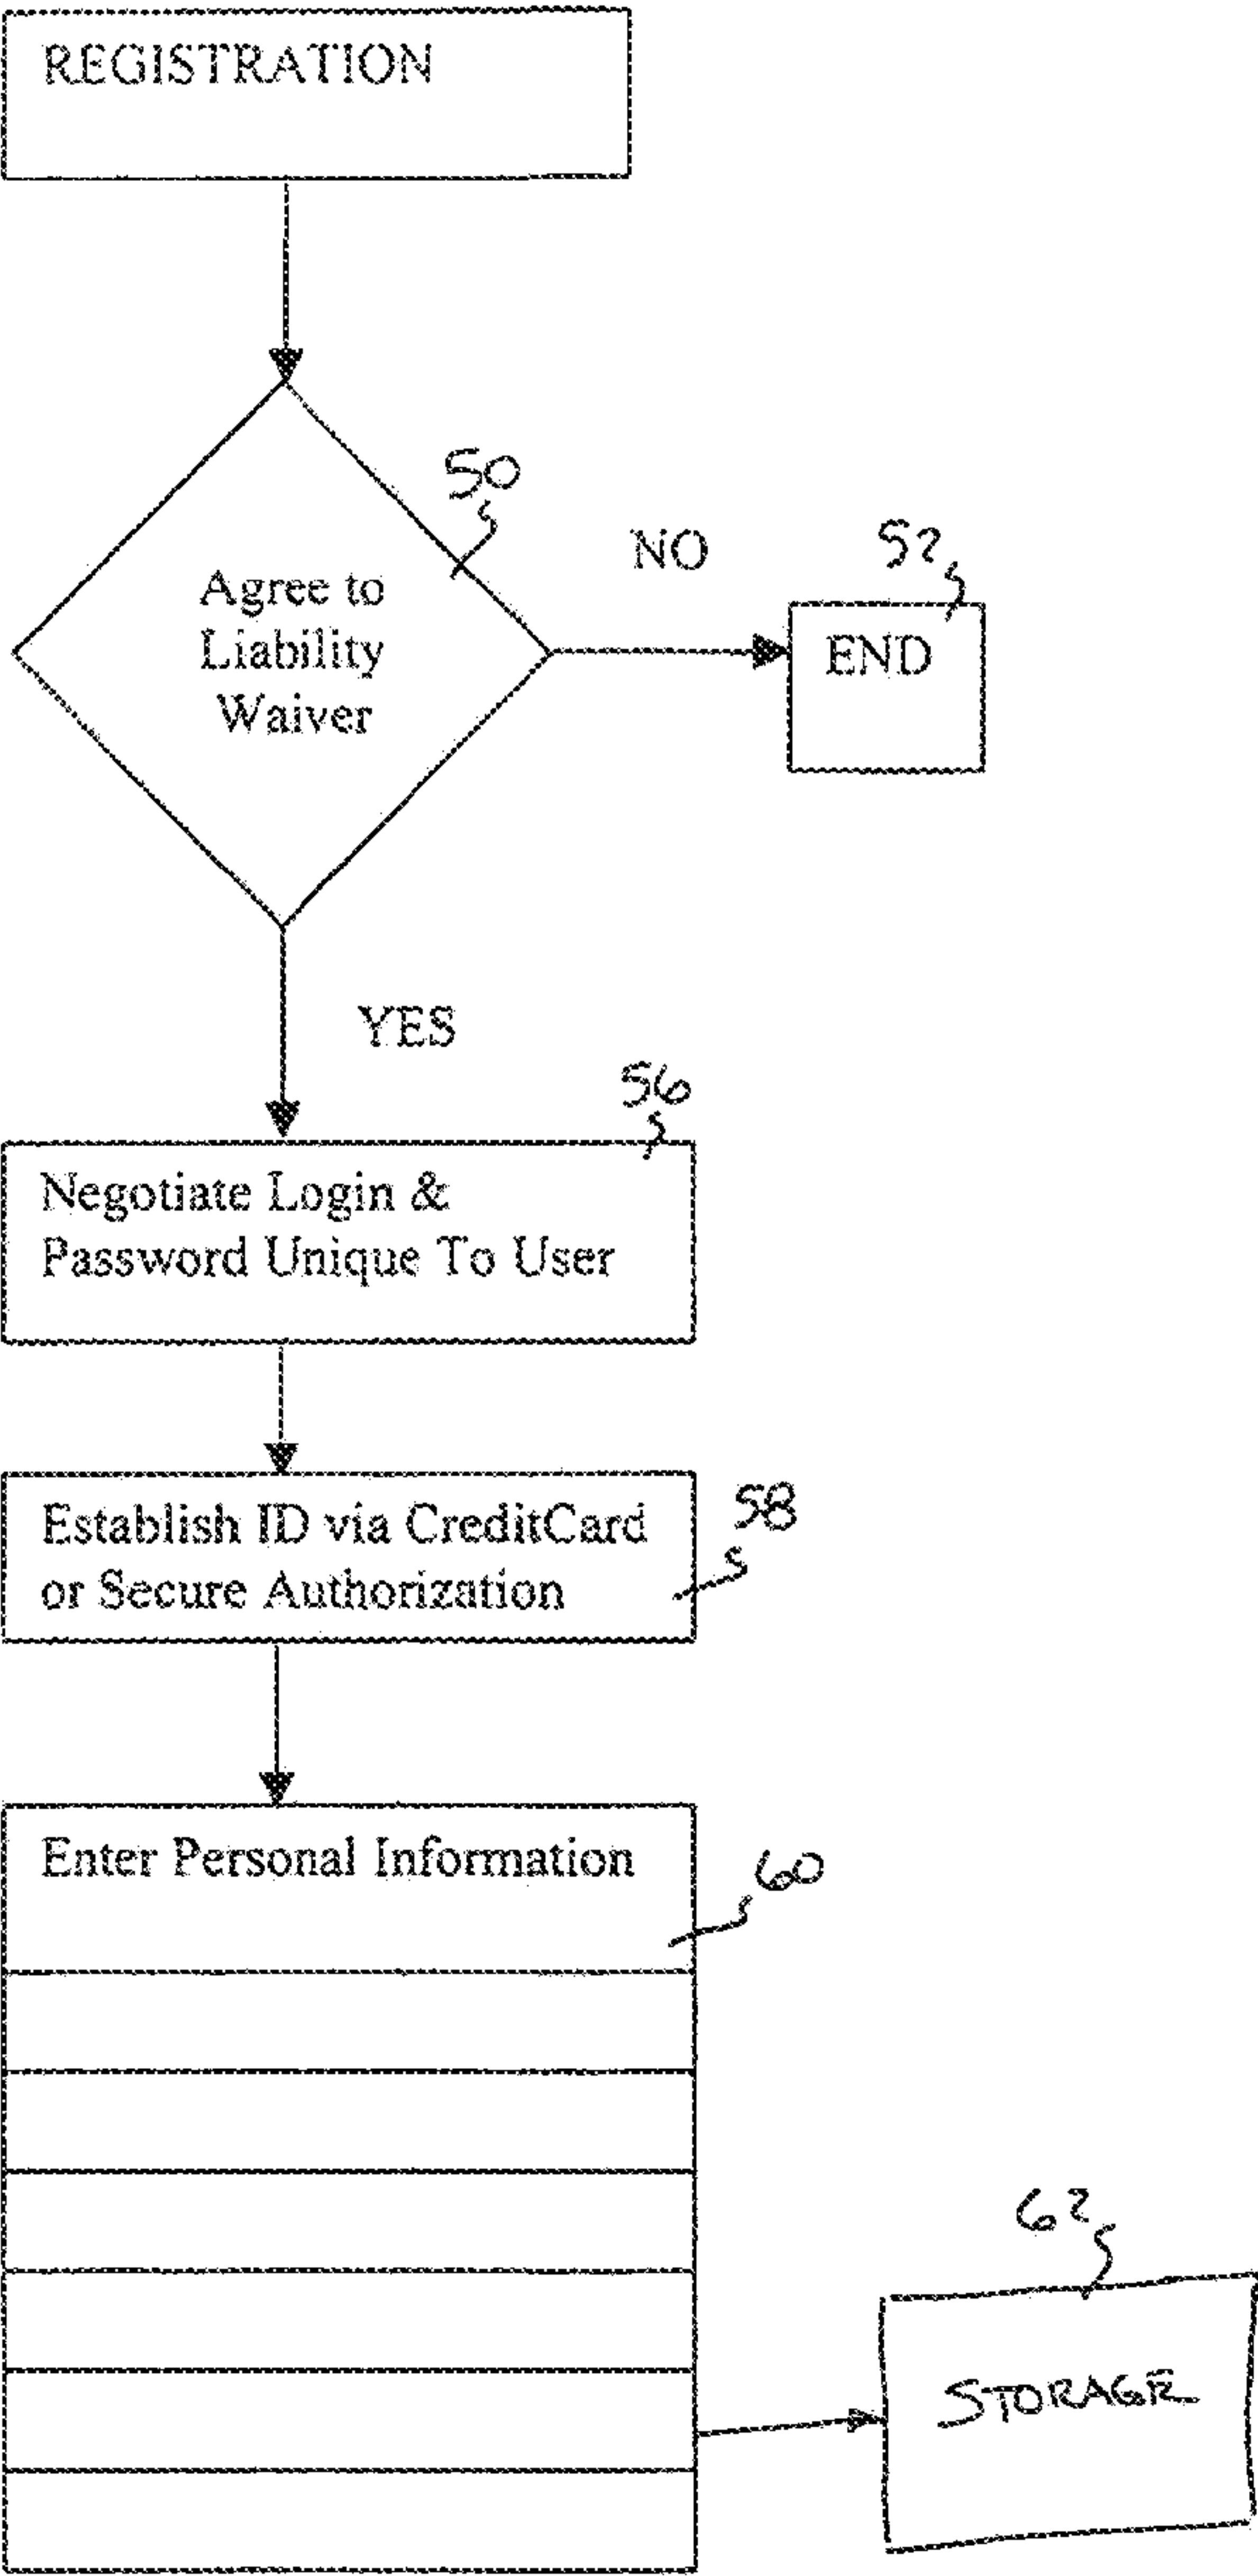 REGISTRATION
50
NO
52
Agree to
Liability
Waiver
END
YES
56
Negotiate Login &
Password Unique To User
58
Establish ID via CreditCard
or Secure Authorization
Enter Personal Information
60
62
STORAGE